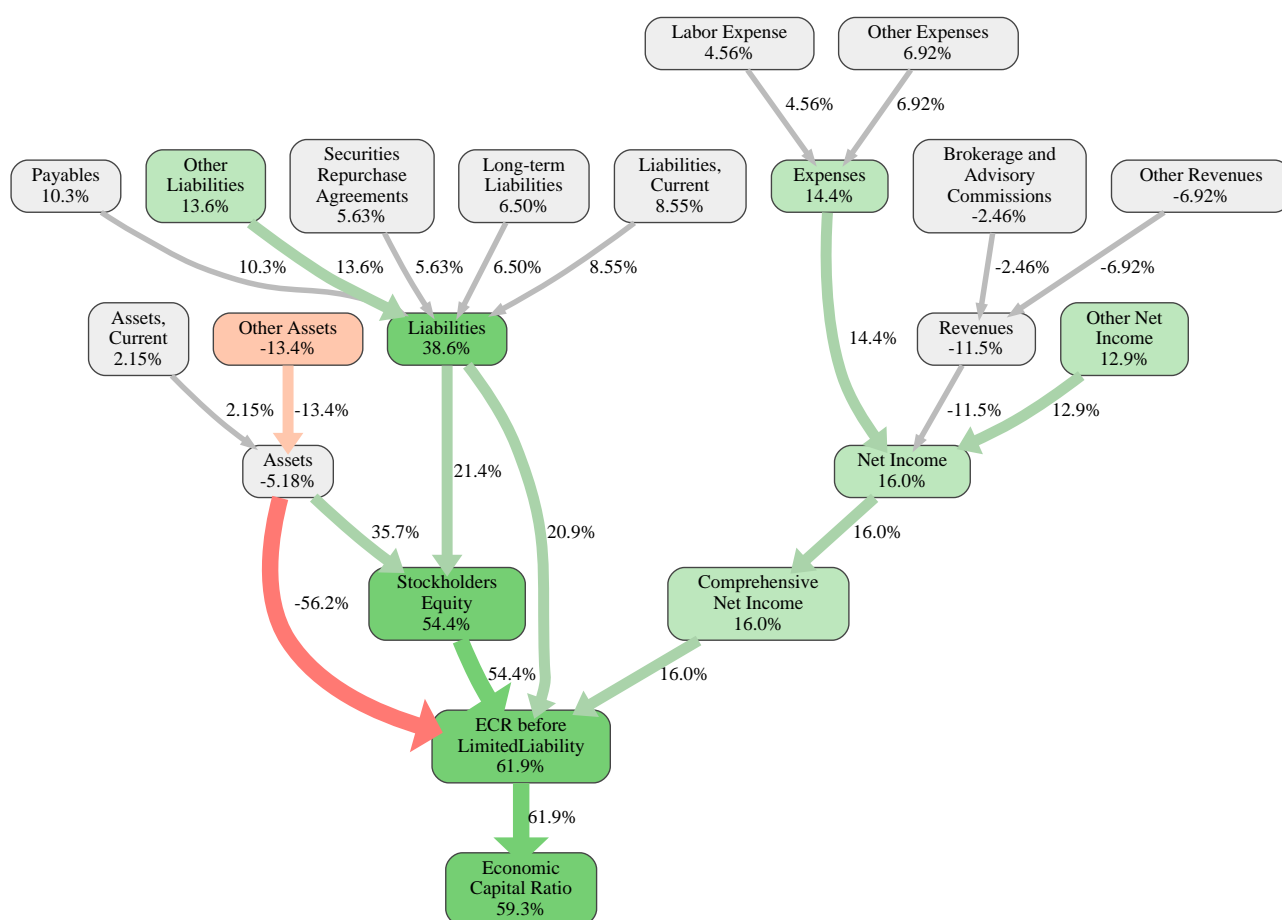 Labor Expense
4.56%
Other Expenses
6.92%
4.56%
6.92%
Payables
10.3%
Other
Liabilities
13.6%
Securities
Repurchase
Agreements
5.63%
Long-term
Liabilities
6.50%
Liabilities,
Current
8.55%
Expenses
14.4%
Brokerage and
Advisory
Commissions
-2.46%
Other Revenues
-6.92%
10.3%
13.6%
5.63%
6.50%
8.55%
-2.46%
-6.92%
Assets,
Current
2.15%
Other Assets
-13.4%
Liabilities
38.6%
14.4%
Revenues
-11.5%
Other Net
Income
12.9%
2.15%
-13.4%
-11.5%
12.9%
Assets
-5.18%
21.4%
Net Income
16.0%
35.7%
20.9%
16.0%
-56.2%
Stockholders
Equity
54.4%
Comprehensive
Net Income
16.0%
54.4%
16.0%
ECR before
LimitedLiability
61.9%
61.9%
Economic
Capital Ratio
59.3%